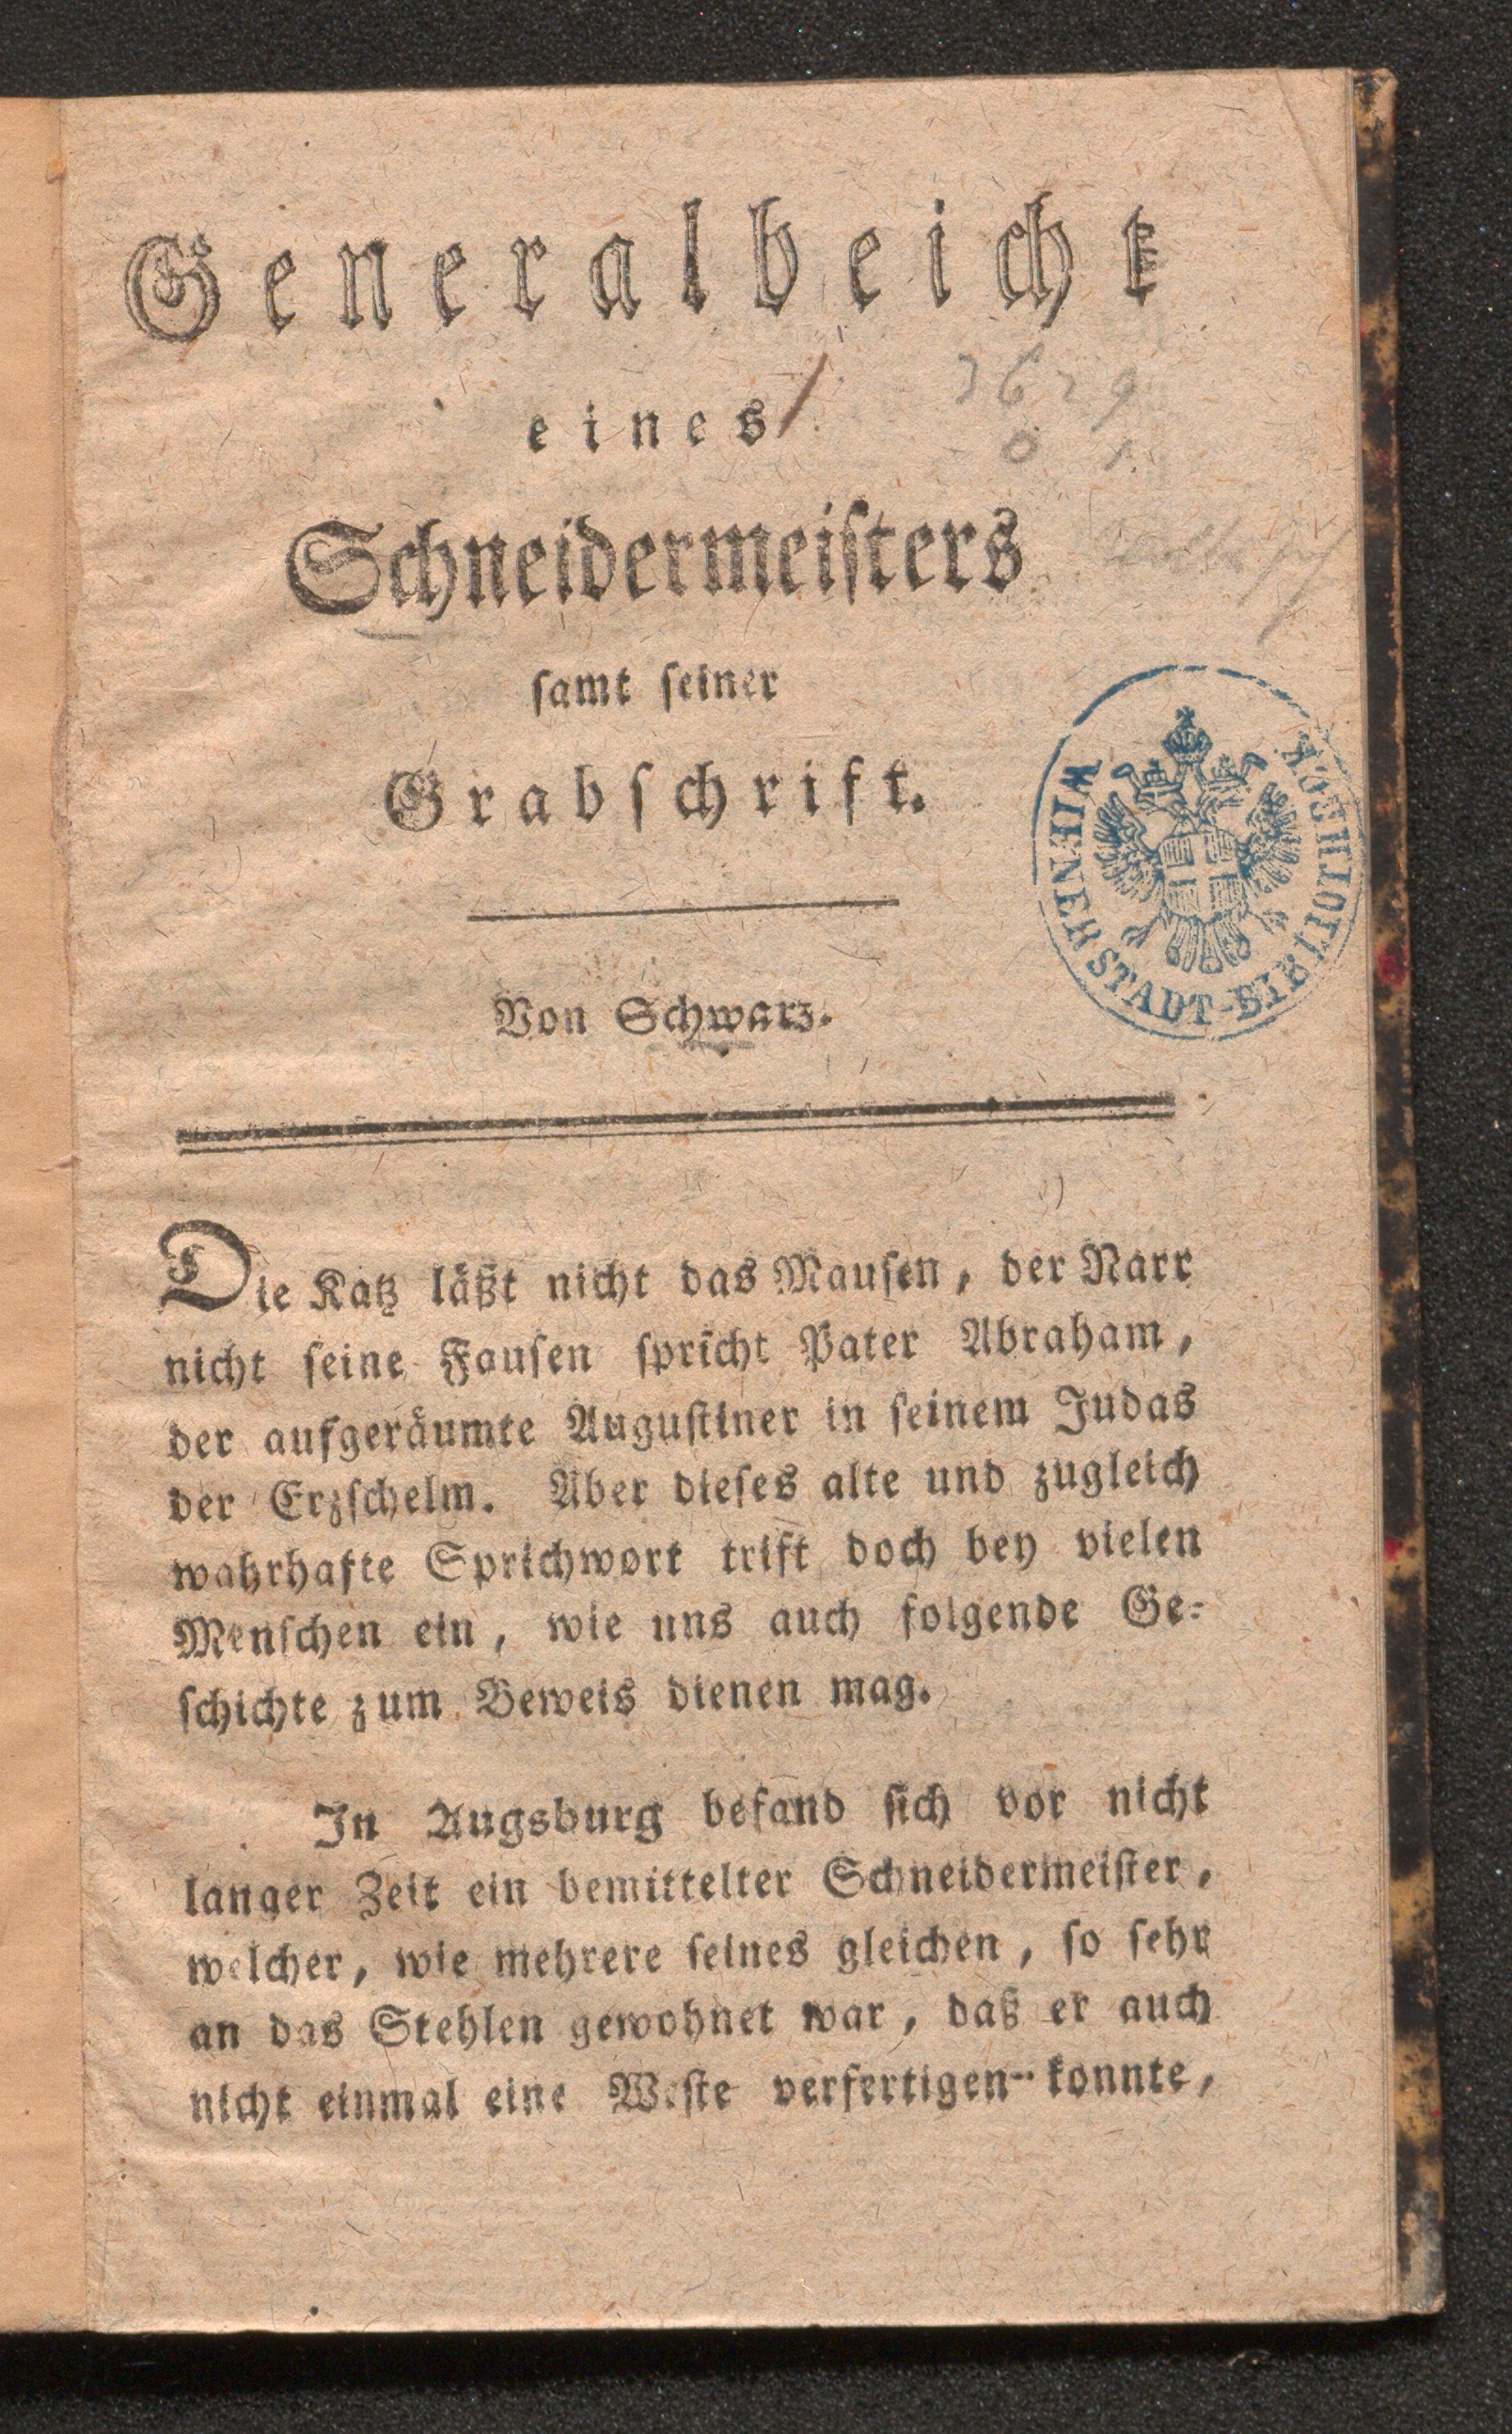 Generalbeicht
eines
3629
Schneidermeisters
samt seiner
Grabschrift.
WIENER STADT-BIBLIOTHEK
Von Schwarz.
Die Katz läßt nicht das Mausen, der Narr
nicht seine Fausen spricht Pater Abraham,
der aufgeräumte Augustiner in seinem Judas
der Erzschelm. Aber dieses alte und zugleich
wahrhafte Sprichwort trift doch bey vielen
Menschen ein, wie uns auch folgende Ge-
schichte zum Beweis dienen mag.
In Augsburg befand sich vor nicht
langer Zeit ein bemittelter Schneidermeister,
welcher, wie mehrere seines gleichen, so sehr
an das Stehlen gewohnet war, daß er auch
nicht einmal eine Weste verfertigen konnte,